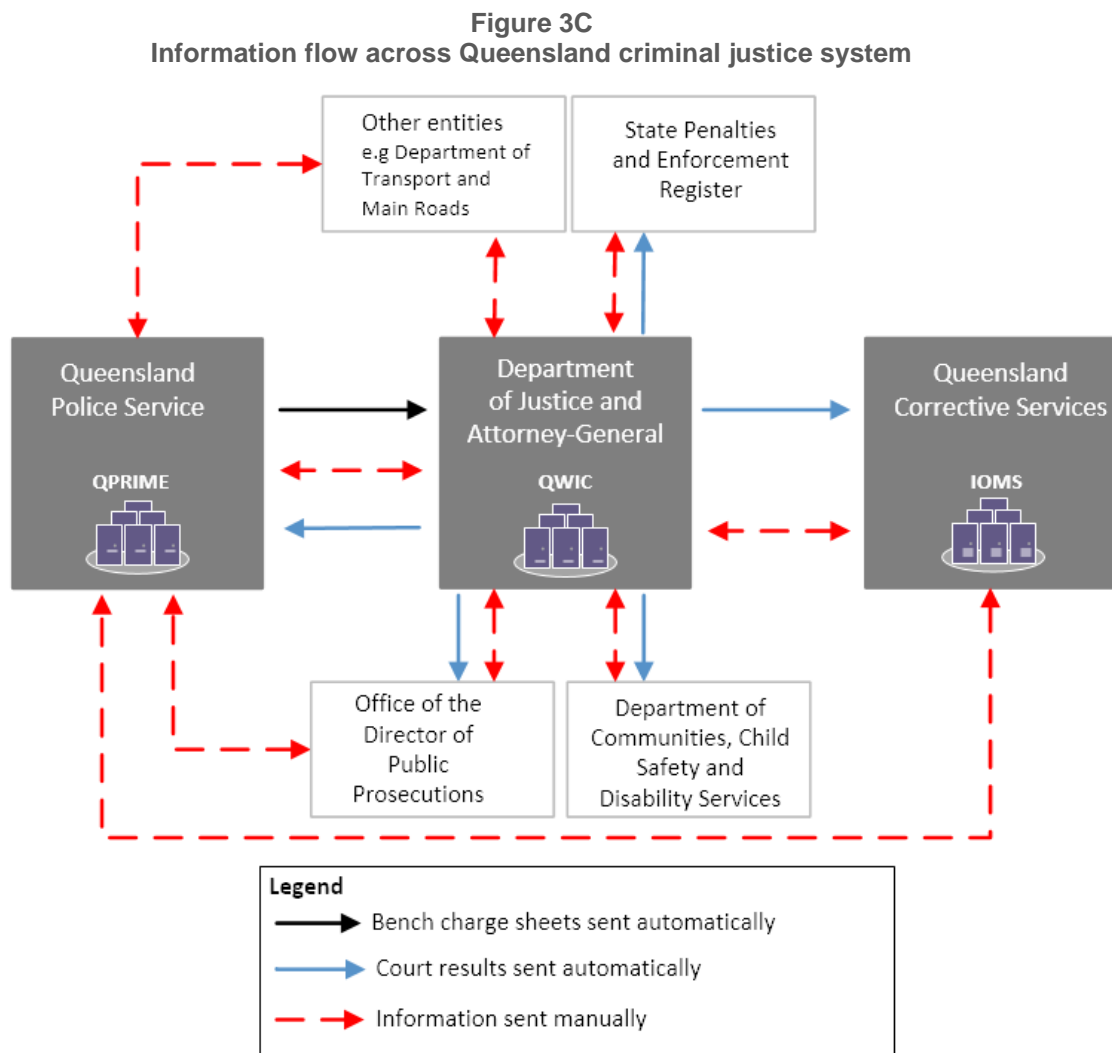 Figure 3C
Information flow across Queensland criminal justice system
Other entities
e.g Department of
Transport and
Main Roads
State Penalties
and Enforcement
Register
Queensland
Police Service
QPRIME
Department
of Justice and
Attorney-General
QWIC
Queensland
Corrective Services
IOMS
Office of the
Director of
Public
Prosecutions
Department of
Communities, Child
Safety and
Disability Services
Legend
Bench charge sheets sent automatically
Court results sent automatically
Information sent manually